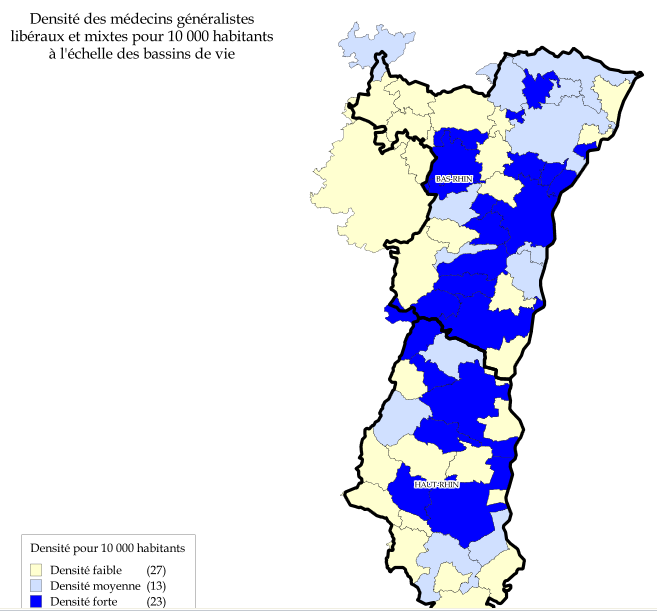 Densité des médecins généralistes
libéraux et mixtes pour 10 000 habitants
à l'échelle des bassins de vie
BAS-RHIN
HAUT-RHIN
Densité pour 10 000 habitants
Densité faible (27)
Densité moyenne (13)
Densité forte (23)